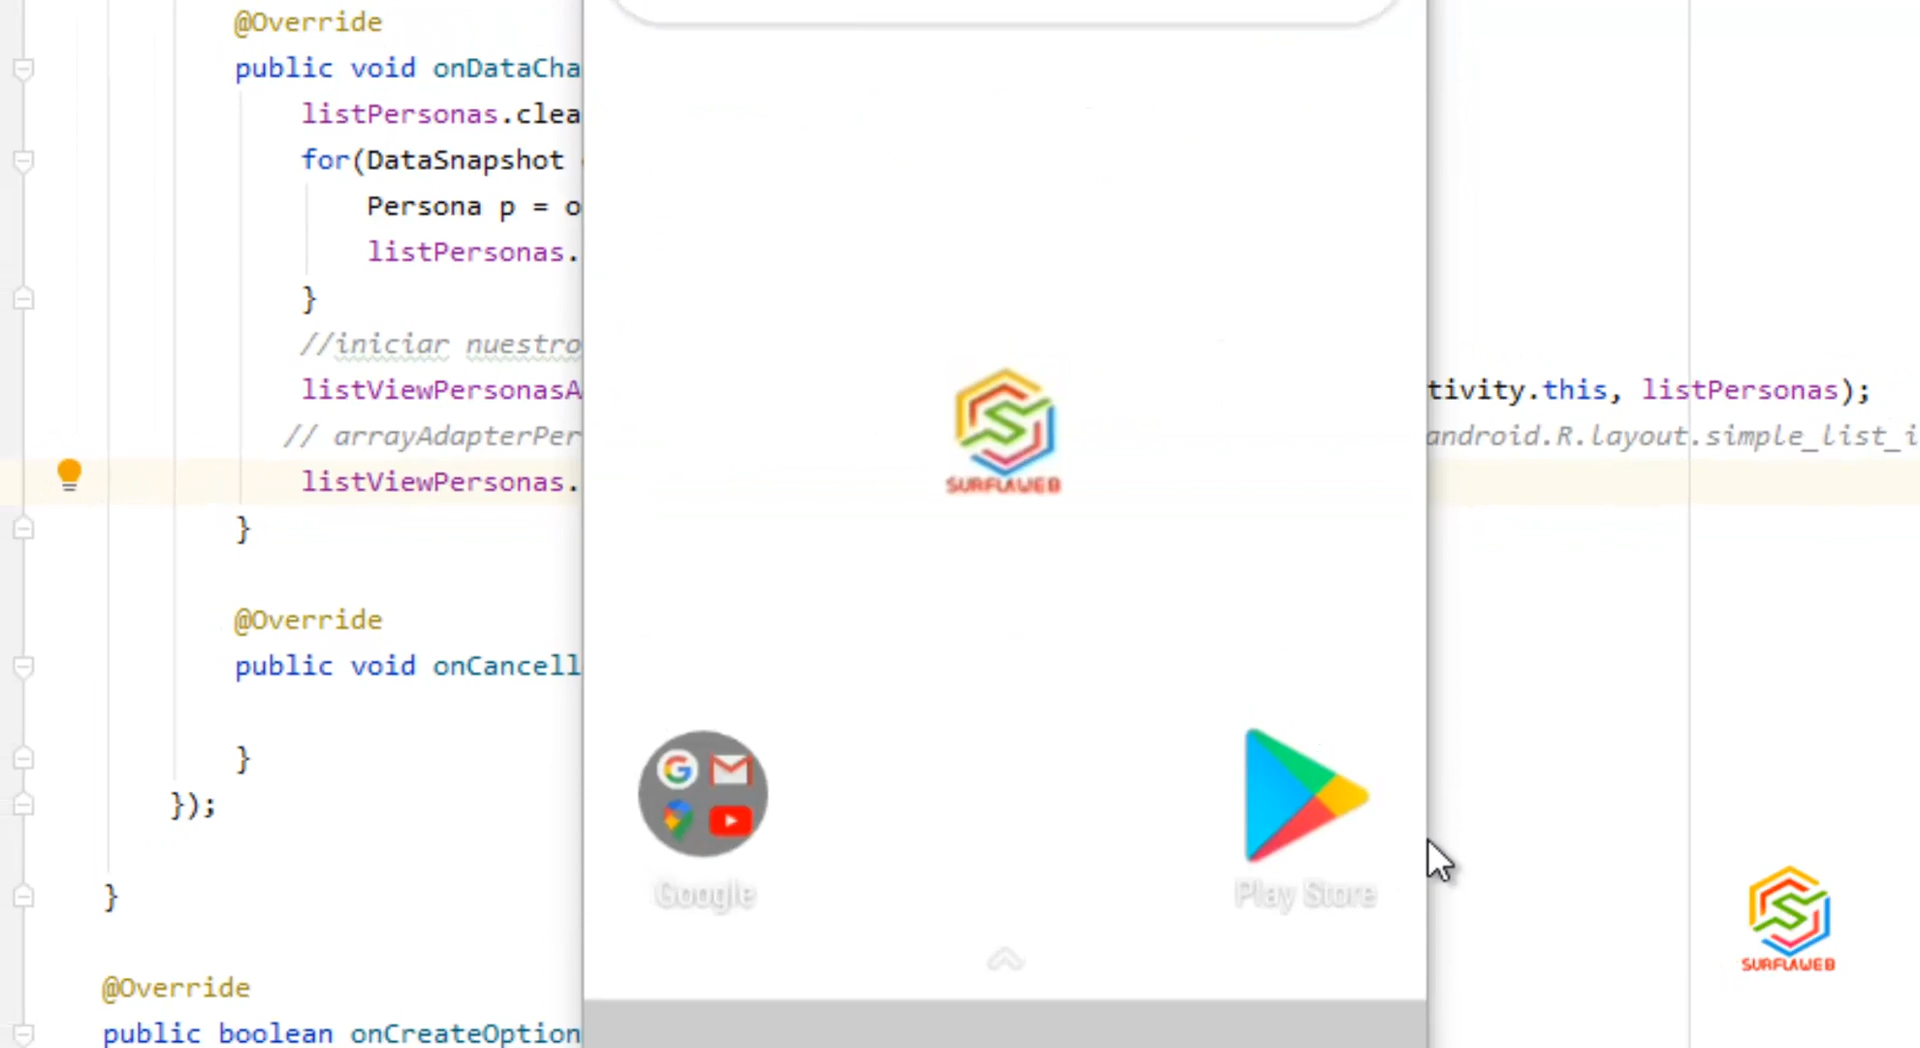 @Override
public void onDataCha
listPersonas.clea
for(DataSnapshot
Persona p = o
listPersonas.
}
//iniciar nuestro
listViewPersonasA
tivity.this, listPersonas);
// arrayAdapterPer
android.R.layout.simple_list_i
listViewPersonas.
}
SURFLAWEB
@Override
public void onCancell
}
});
Google
Play Store
}
SURFLAWEB
@Override
public boolean onCreateOption